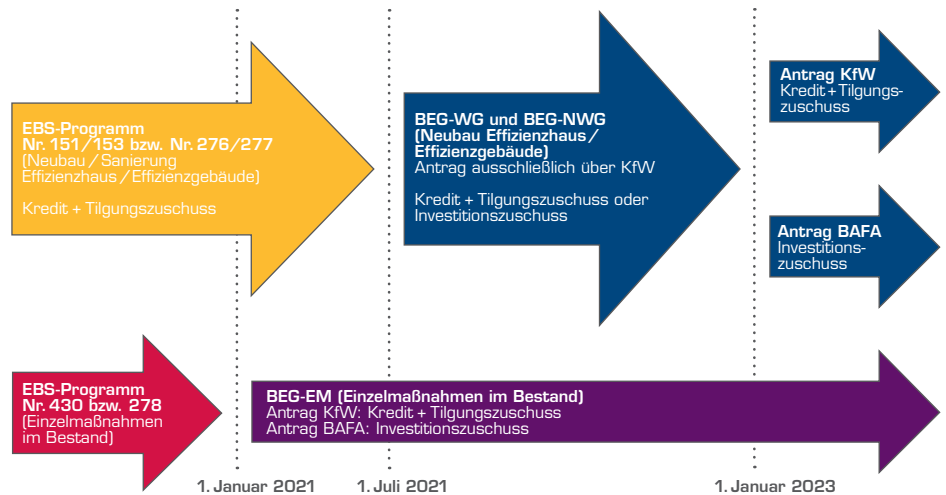 EBS-Programm
Nr. 151/153 bzw. Nr. 276/277
(Neubau/Sanierung
Effizienzhaus/Effizienzgebäude)
Kredit + Tilgungszuschuss
BEG-WG und BEG-NWG
(Neubau Effizienzhaus/
Effizienzgebäude)
Antrag ausschließlich über KfW
Kredit + Tilgungszuschuss oder
Investitionszuschuss
Antrag KfW
Kredit + Tilgungs-
zuschuss
Antrag BAFA
Investitions-
zuschuss
EBS-Programm
Nr. 430 bzw. 278
(Einzelmaßnahmen
im Bestand)
BEG-EM (Einzelmaßnahmen im Bestand)
Antrag KfW: Kredit + Tilgungszuschuss
Antrag BAFA: Investitionszuschuss
1. Januar 2021
1. Juli 2021
1. Januar 2023